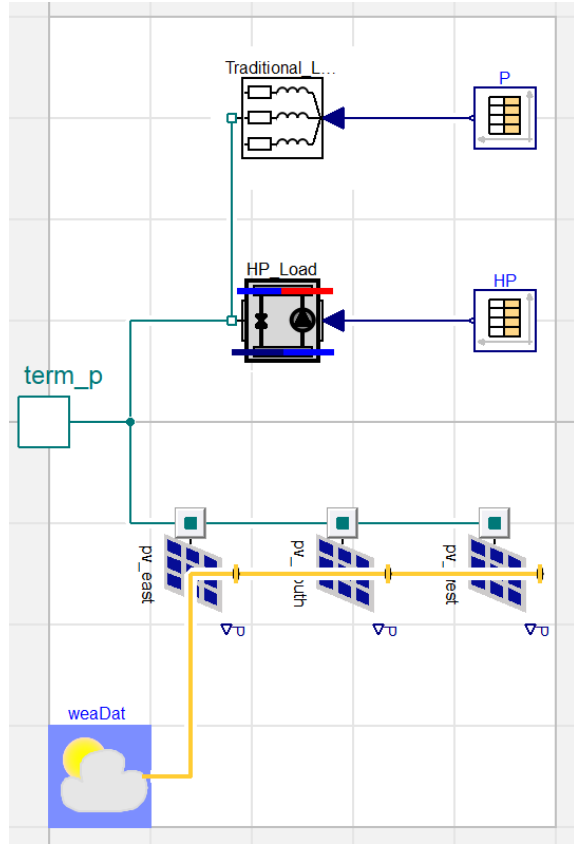 Traditional_L...
P
HP_Load
HP
term_p
pv_east
P
P
P
weaDat